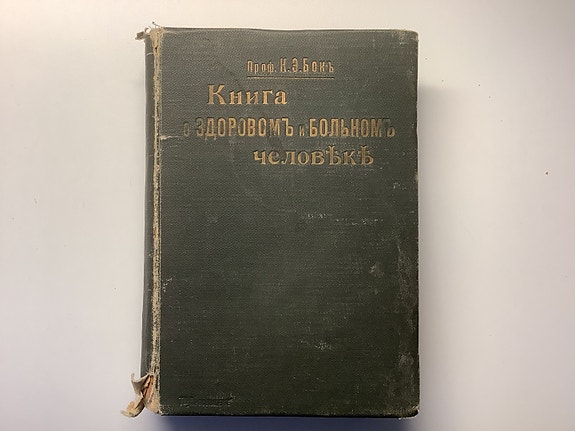 Проф. К.Э.Бокъ
Книга
о ЗДОРОВОМЪ и БОЛЬНОМЪ
человѣкѣ